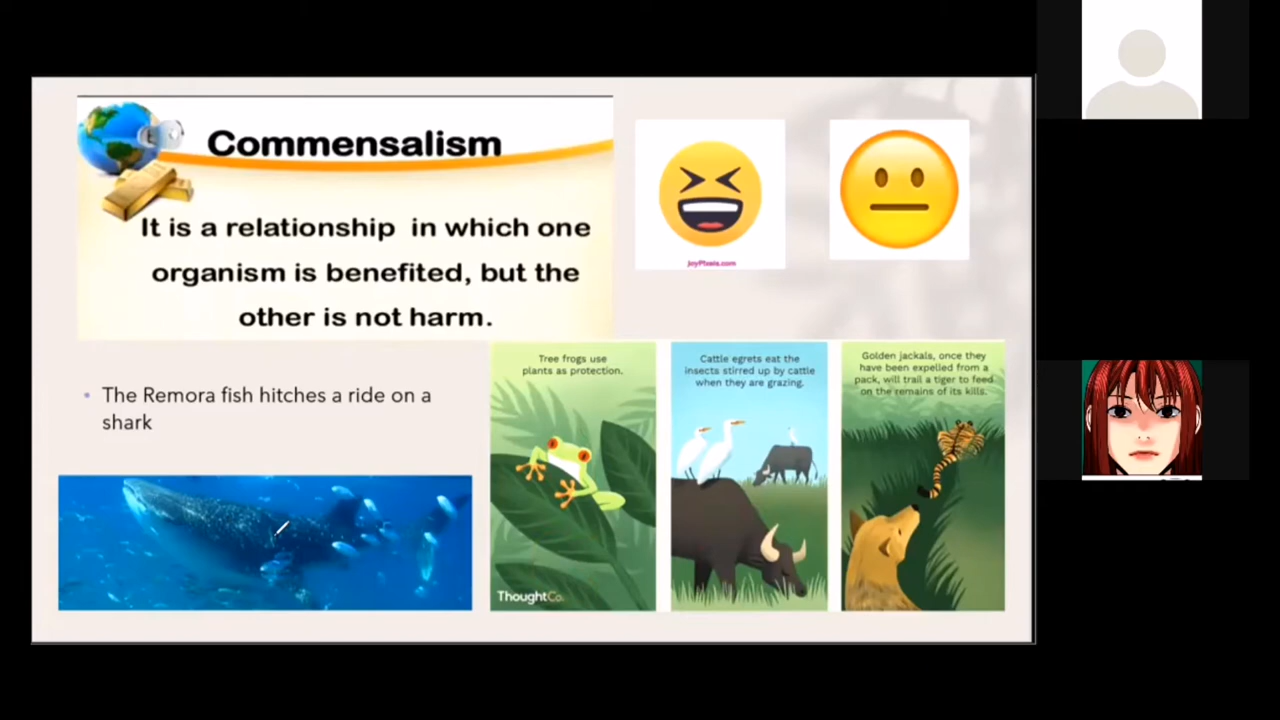 Commensalism
It is a relationship in which one
organism is benefited, but the
other is not harm.
JoyPixels.com
• The Remora fish hitches a ride on a
shark
Tree frogs use
plants as protection.
ThoughtCo.
Cattle egrets eat the
insects stirred up by cattle
when they are grazing.
Golden jackals, once they
have been expelled from a
pack, will trail a tiger to feed
on the remains of its kills.